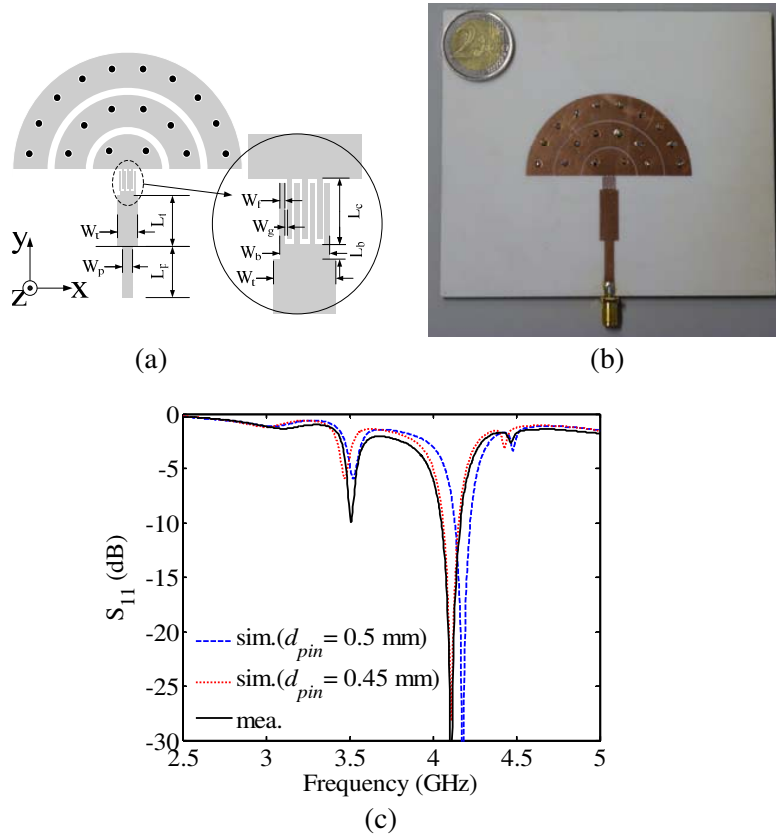 W_f
W_g
W_b
W_t
L_c
L_b
W_t
L_t
W_p
L_p
y
z
x
(a)
2
(b)
0
-5
-10
-15
-20
-25
-30
S_11 (dB)
sim.(d_pin = 0.5 mm)
sim.(d_pin = 0.45 mm)
mea.
2.5 3 3.5 4 4.5 5
Frequency (GHz)
(c)